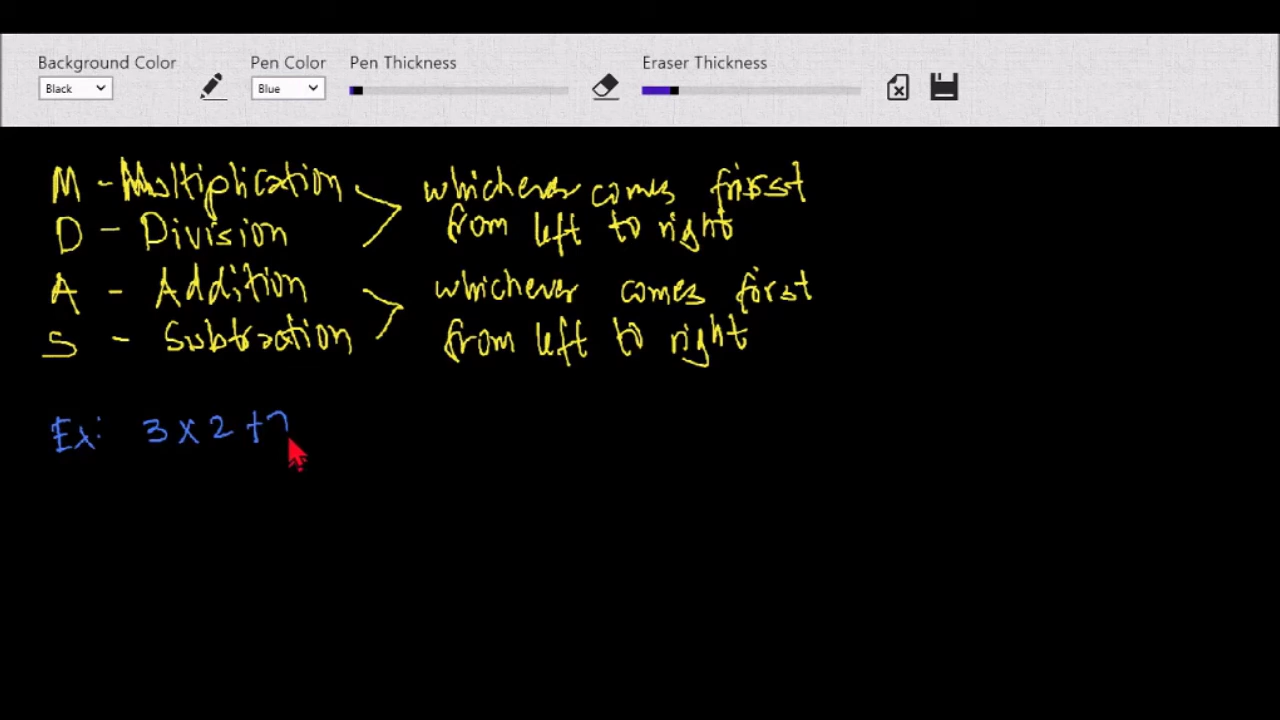 Background Color Pen Color Pen Thickness Eraser Thickness
Black Blue
M - Multiplication whichever comes firsst
D - Division from left to right
A - Addition whichever comes first
S - Subtraction from left to right
Ex: 3 x 2 +